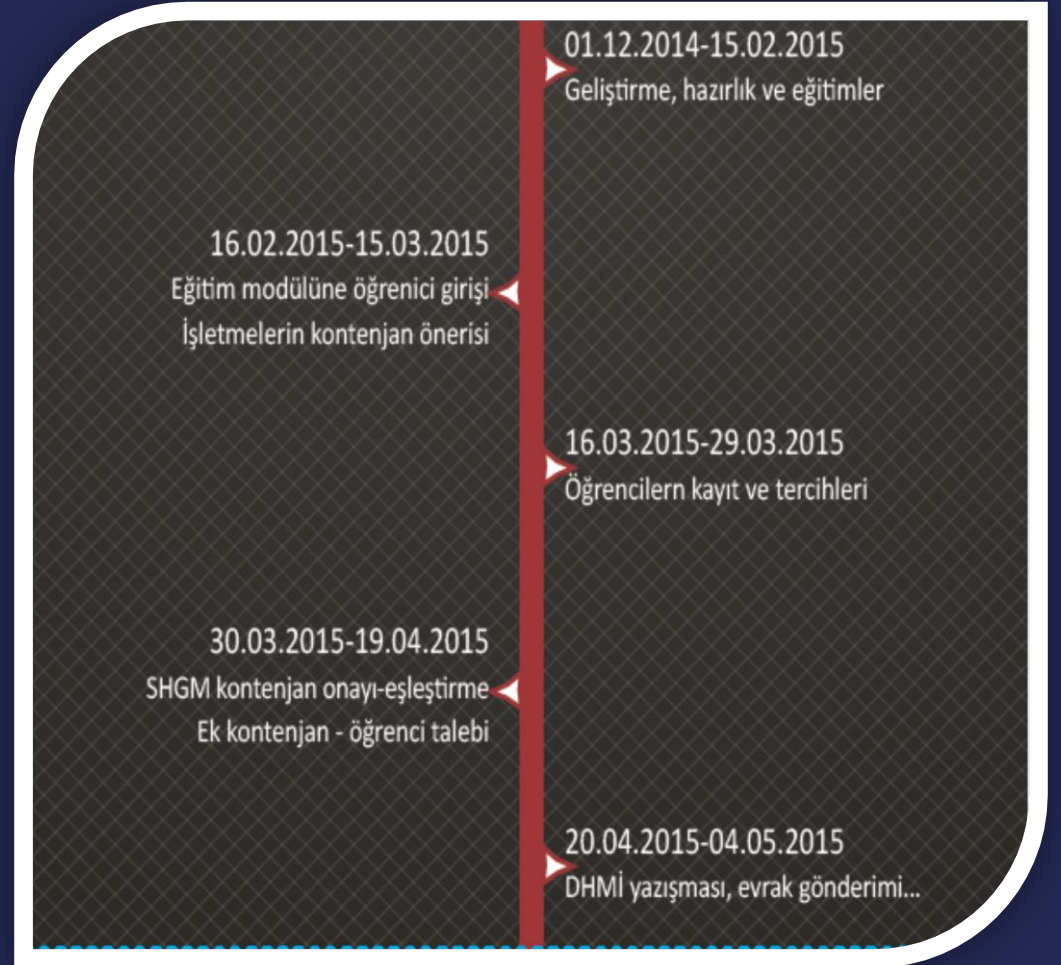 01.12.2014-15.02.2015
Geliştirme, hazırlık ve eğitimler
16.02.2015-15.03.2015
Eğitim modülüne öğrenici girişi
İşletmelerin kontenjan önerisi
16.03.2015-29.03.2015
Öğrencilern kayıt ve tercihleri
30.03.2015-19.04.2015
SHGM kontenjan onayı-eşleştirme
Ek kontenjan - öğrenci talebi
20.04.2015-04.05.2015
DHMİ yazışması, evrak gönderimi...